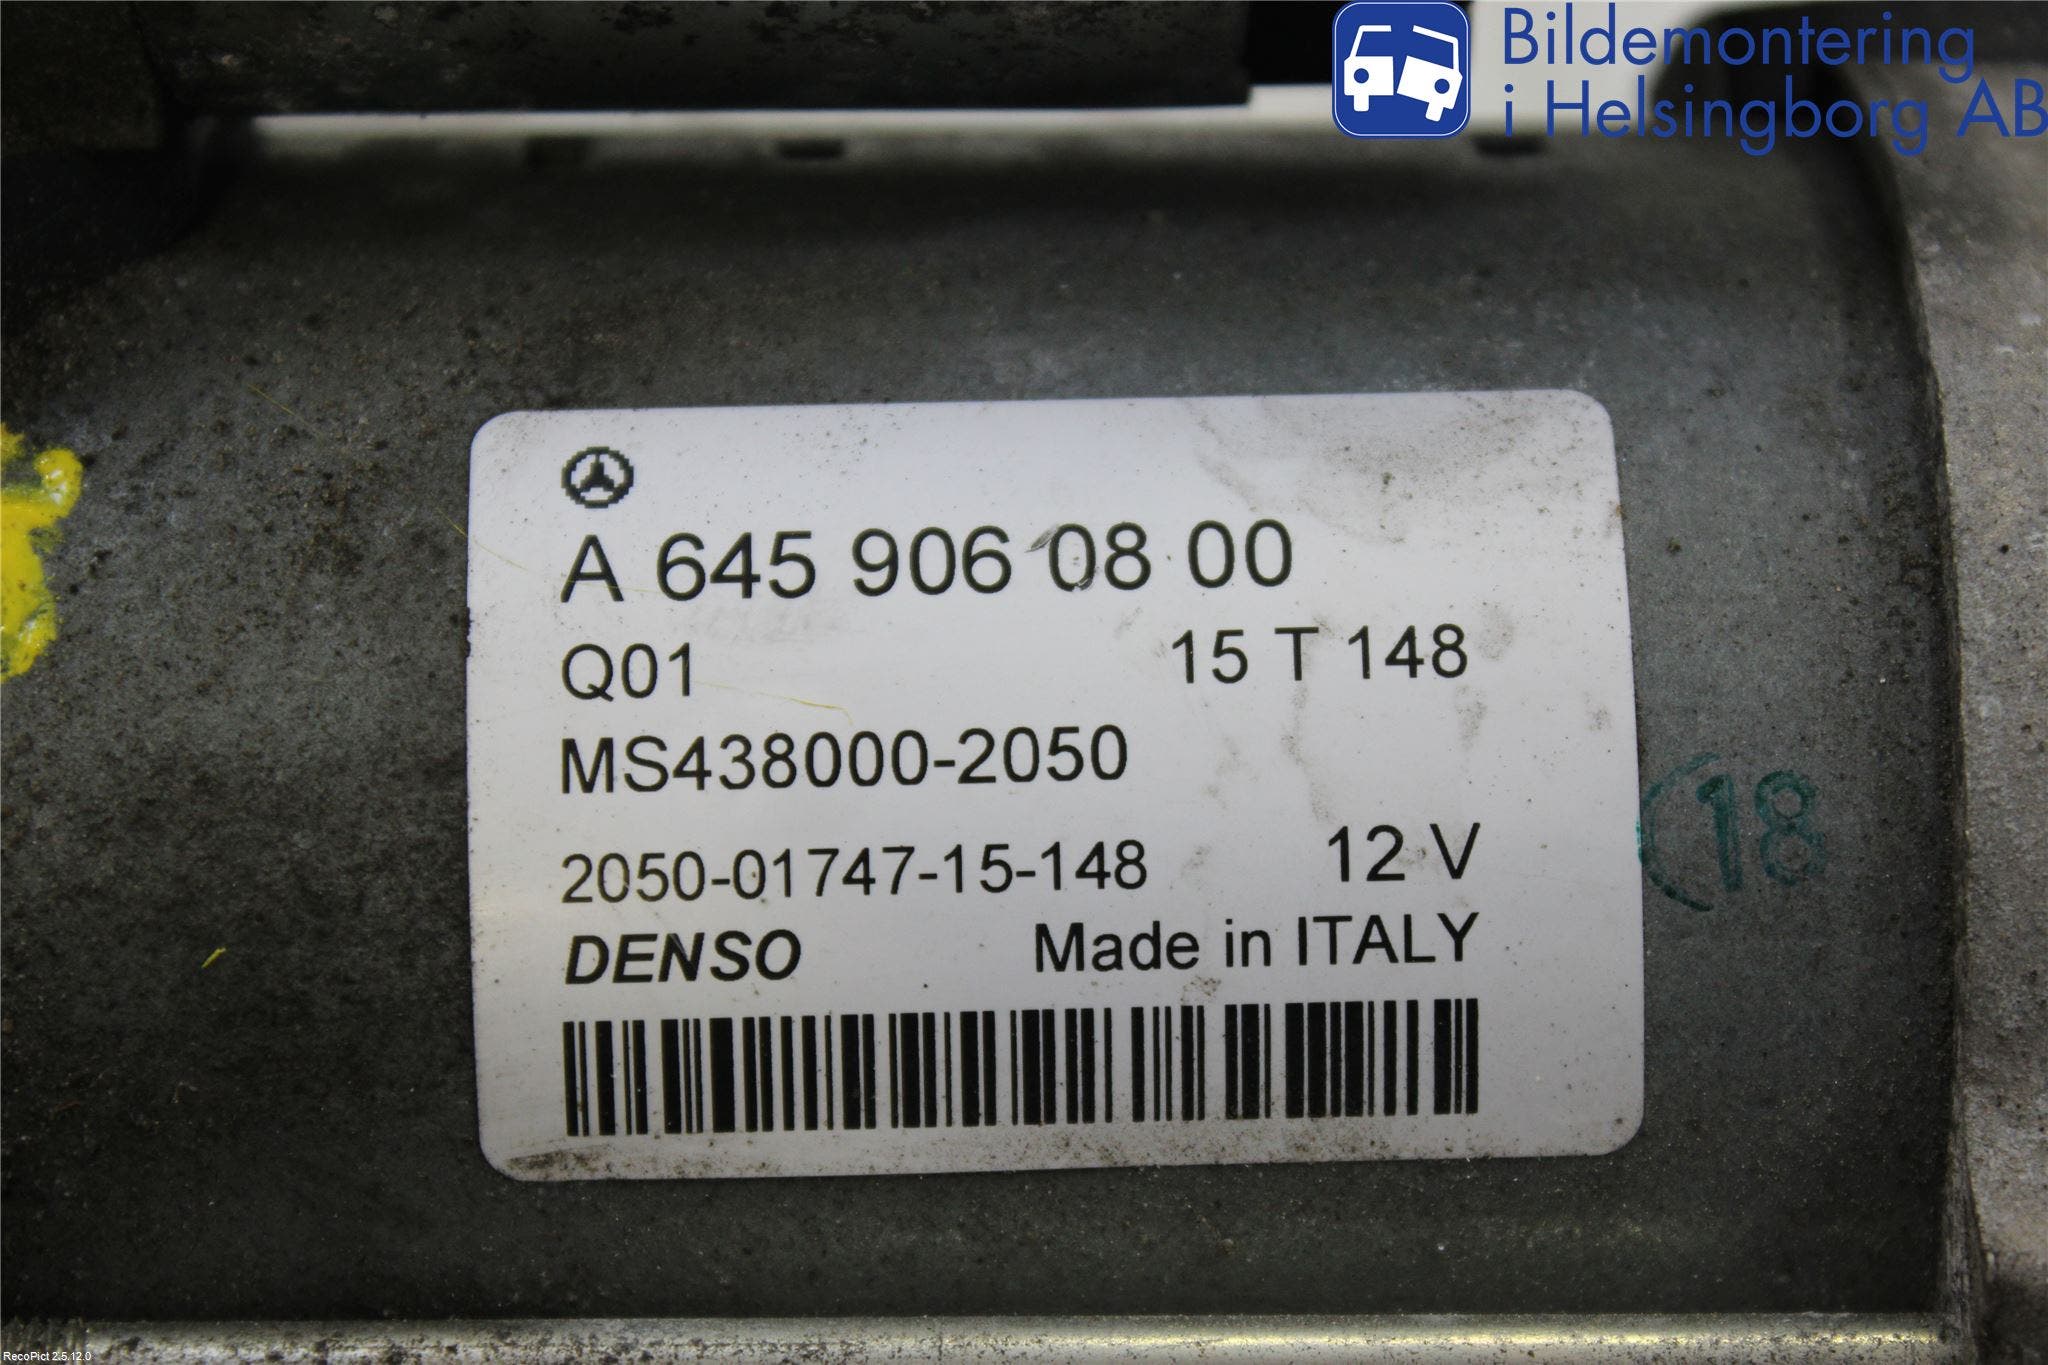 Bildemontering
i Helsingborg AB
A 645 906 08 00
Q01 15 T 148
MS438000-2050
2050-01747-15-148 12 V
DENSO Made in ITALY
18
RecoPict 2.5.12.0